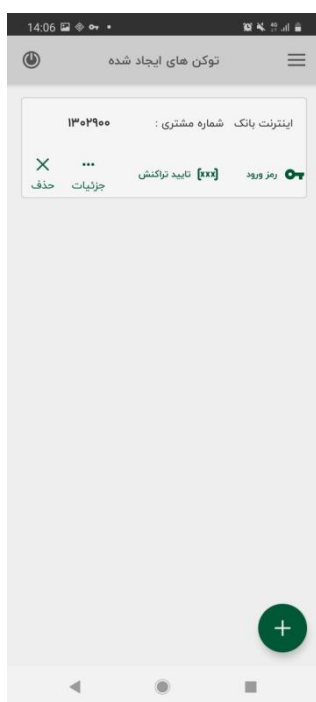 14:06
توکن های ایجاد شده
اینترنت بانک شماره مشتری : ۱۳۰۲۹۰۰
رمز ورود [xxx] تایید تراکنش جزئیات حذف